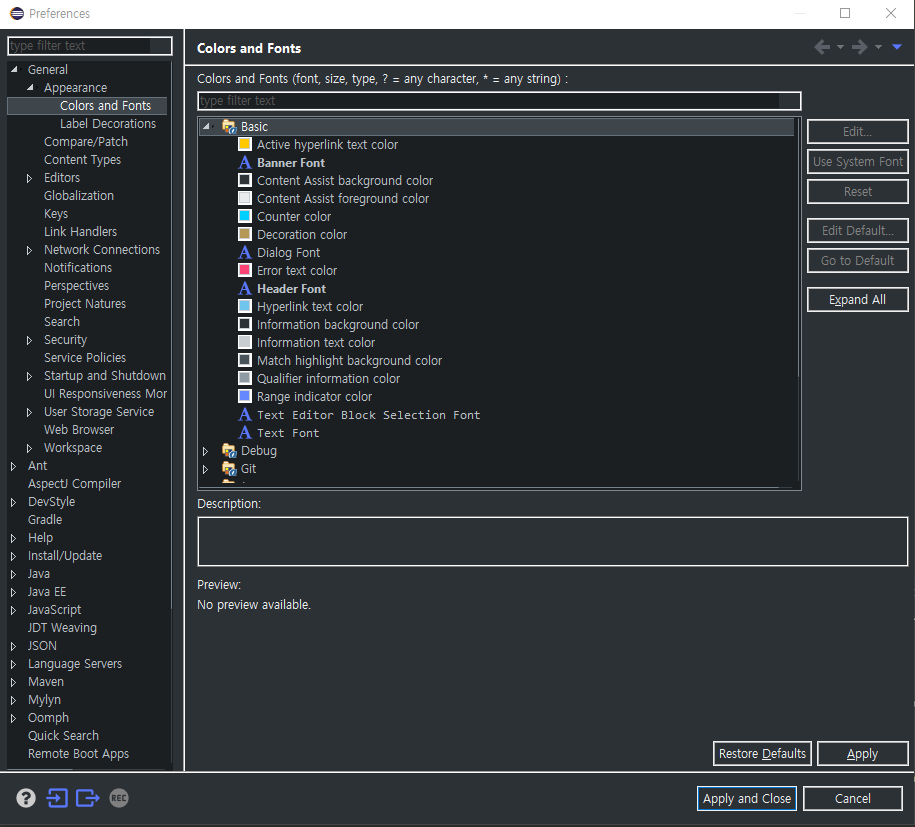 Preferences
type filter text
General
Appearance
Colors and Fonts
Label Decorations
Compare/Patch
Content Types
Editors
Globalization
Keys
Link Handlers
Network Connections
Notifications
Perspectives
Project Natures
Search
Security
Service Policies
Startup and Shutdown
UI Responsiveness Mor
User Storage Service
Web Browser
Workspace
Ant
AspectJ Compiler
DevStyle
Gradle
Help
Install/Update
Java
Java EE
JavaScript
JDT Weaving
JSON
Language Servers
Maven
Mylyn
Oomph
Quick Search
Remote Boot Apps
Colors and Fonts
Colors and Fonts (font, size, type, ? = any character, * = any string) :
type filter text
Basic
Active hyperlink text color
Banner Font
Content Assist background color
Content Assist foreground color
Counter color
Decoration color
Dialog Font
Error text color
Header Font
Hyperlink text color
Information background color
Information text color
Match highlight background color
Qualifier information color
Range indicator color
Text Editor Block Selection Font
Text Font
Debug
Git
Edit...
Use System Font
Reset
Edit Default...
Go to Default
Expand All
Description:
Preview:
No preview available.
Restore Defaults
Apply
REC
Apply and Close
Cancel